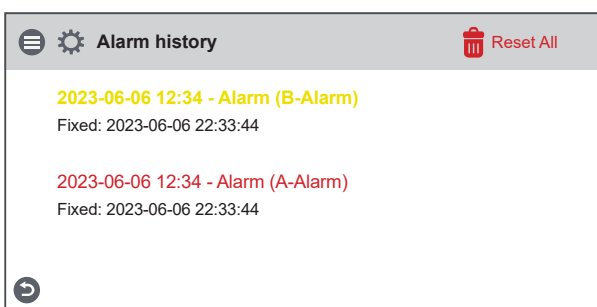 Alarm history
Reset All
2023-06-06 12:34 - Alarm (B-Alarm)
Fixed: 2023-06-06 22:33:44
2023-06-06 12:34 - Alarm (A-Alarm)
Fixed: 2023-06-06 22:33:44